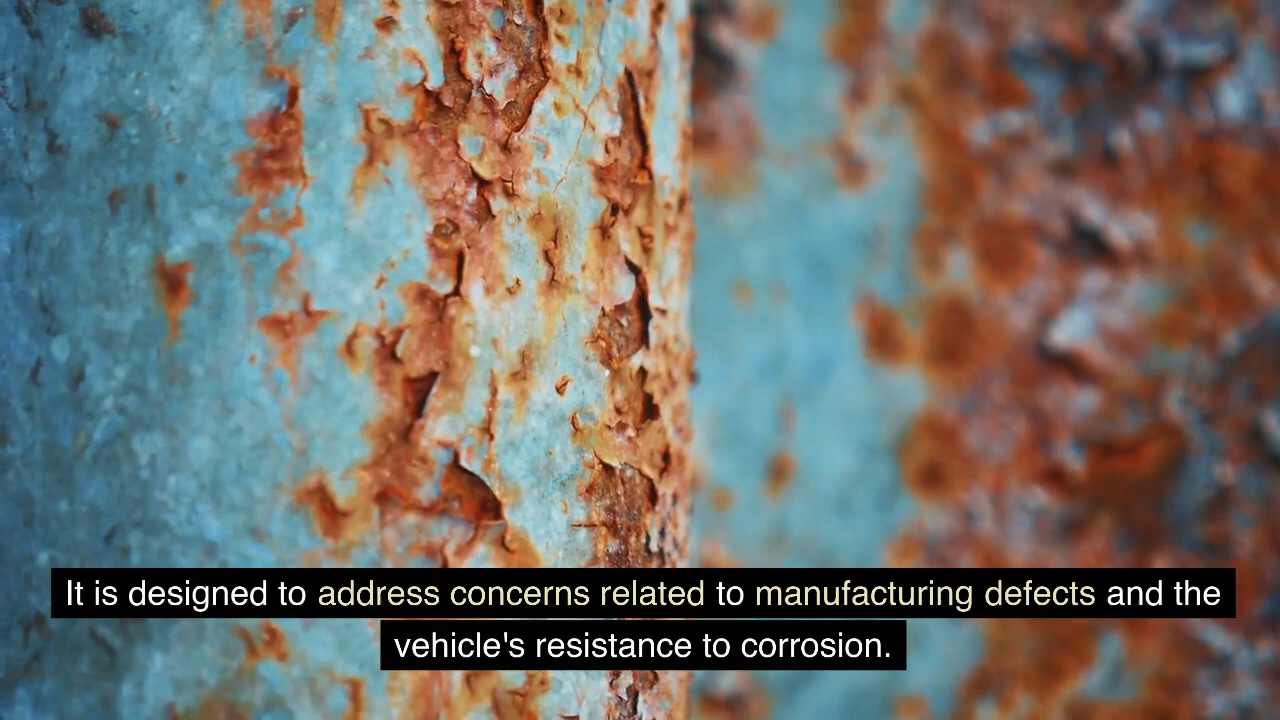 It is designed to address concerns related to manufacturing defects and the
vehicle's resistance to corrosion.